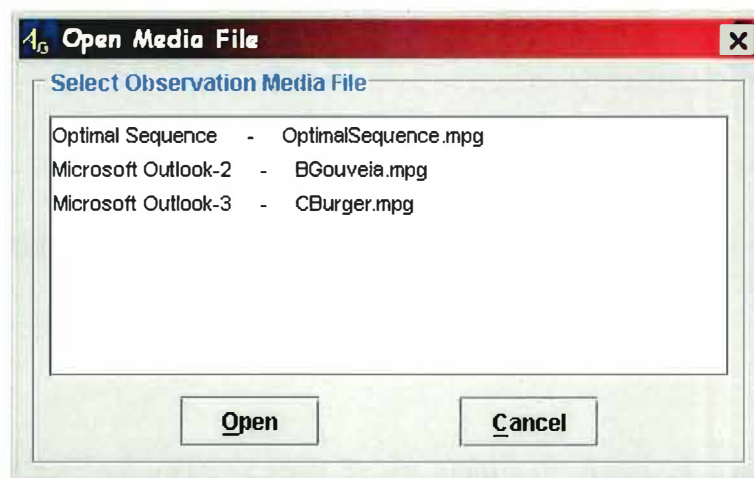 AG Open Media File
Select Observation Media File
Optimal Sequence - OptimalSequence.mpg
Microsoft Outlook-2 - BGouveia.mpg
Microsoft Outlook-3 - CBurger.mpg
Open Cancel